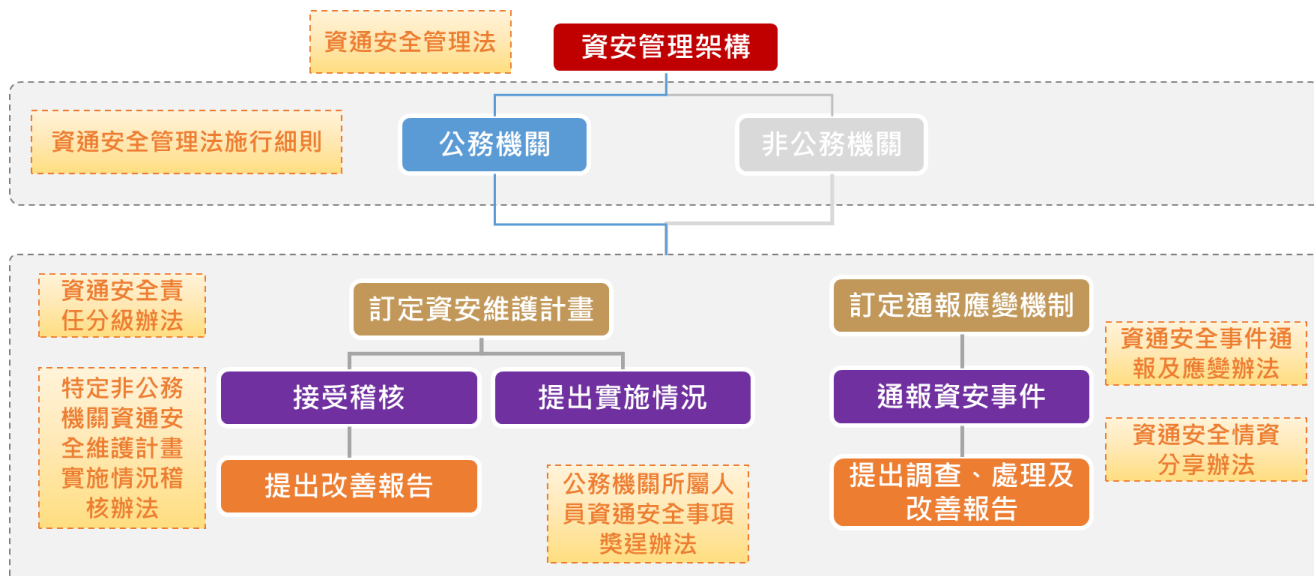 資通安全管理法
資安管理架構
資通安全管理法施行細則
公務機關
非公務機關
資通安全責
任分級辦法
訂定資安維護計畫
訂定通報應變機制
資通安全事件通
報及應變辦法
特定非公務
機關資通安
全維護計畫
實施情況稽
核辦法
接受稽核
提出實施情況
通報資安事件
資通安全情資
分享辦法
提出改善報告
公務機關所屬人
員資通安全事項
獎逞辦法
提出調查、處理及
改善報告